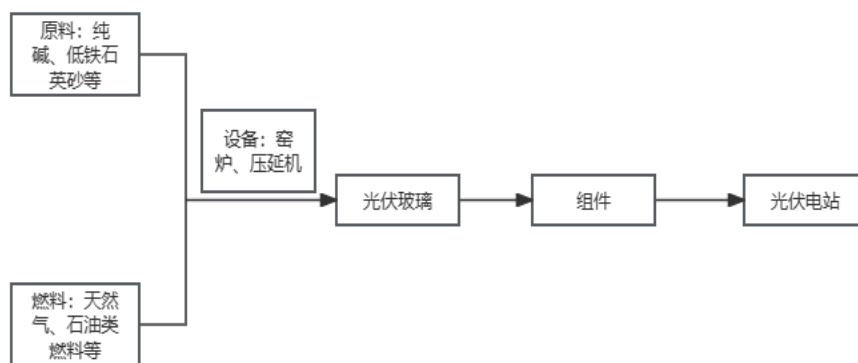 原料：纯
碱、低铁石
英砂等
设备：窑
炉、压延机
光伏玻璃
组件
光伏电站
燃料：天然
气、石油类
燃料等